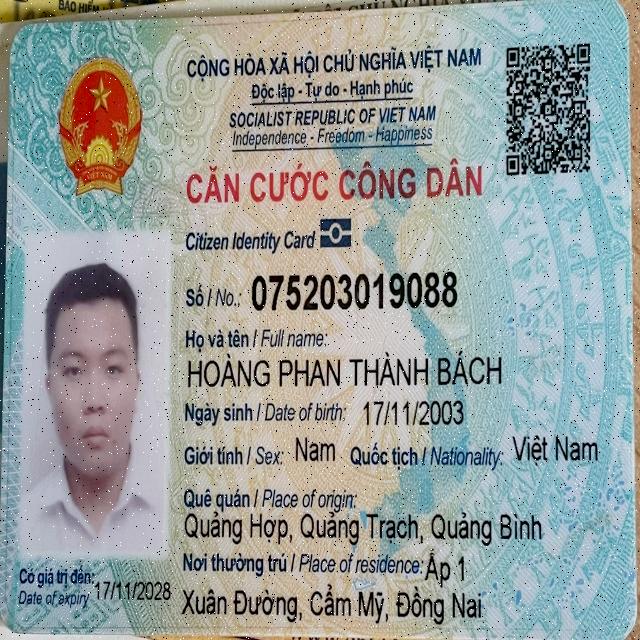 BẢO HIỂM
CỘNG HÒA XÃ HỘI CHỦ NGHĨA VIỆT NAM
Độc lập - Tự do - Hạnh phúc
SOCIALIST REPUBLIC OF VIET NAM
Independence - Freedom - Happiness
CĂN CƯỚC CÔNG DÂN
Citizen Identity Card
Số / No.: 075203019088
Họ và tên / Full name:
HOÀNG PHAN THÀNH BÁCH
Ngày sinh / Date of birth: 17/11/2003
Giới tính / Sex: Nam Quốc tịch / Nationality: Việt Nam
Quê quán / Place of origin:
Quảng Hợp, Quảng Trạch, Quảng Bình
Nơi thường trú / Place of residence: Ấp 1
Xuân Đường, Cẩm Mỹ, Đồng Nai
Có giá trị đến: 17/11/2028
Date of expiry